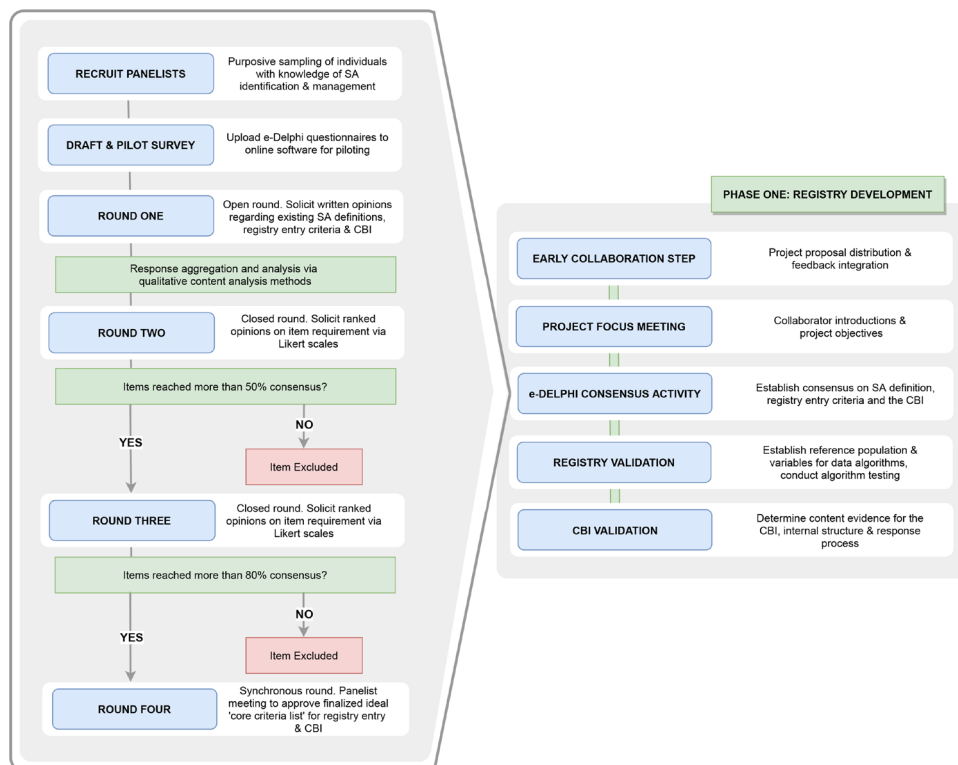 RECRUIT PANELISTS
Purposive sampling of individuals
with knowledge of SA
identification & management
DRAFT & PILOT SURVEY
Upload e-Delphi questionnaires to
online software for piloting
ROUND ONE
Open round. Solicit written opinions
regarding existing SA definitions,
registry entry criteria & CBI
Response aggregation and analysis via
qualitative content analysis methods
ROUND TWO
Closed round. Solicit ranked
opinions on item requirement via
Likert scales
Items reached more than 50% consensus?
NO
YES
Item Excluded
ROUND THREE
Closed round. Solicit ranked
opinions on item requirement via
Likert scales
Items reached more than 80% consensus?
NO
YES
Item Excluded
ROUND FOUR
Synchronous round. Panelist
meeting to approve finalized ideal
'core criteria list' for registry entry
& CBI
PHASE ONE: REGISTRY DEVELOPMENT
EARLY COLLABORATION STEP
Project proposal distribution &
feedback integration
PROJECT FOCUS MEETING
Collaborator introductions &
project objectives
e-DELPHI CONSENSUS ACTIVITY
Establish consensus on SA definition,
registry entry criteria and the CBI
REGISTRY VALIDATION
Establish reference population &
variables for data algorithms,
conduct algorithm testing
CBI VALIDATION
Determine content evidence for the
CBI, internal structure & response
process